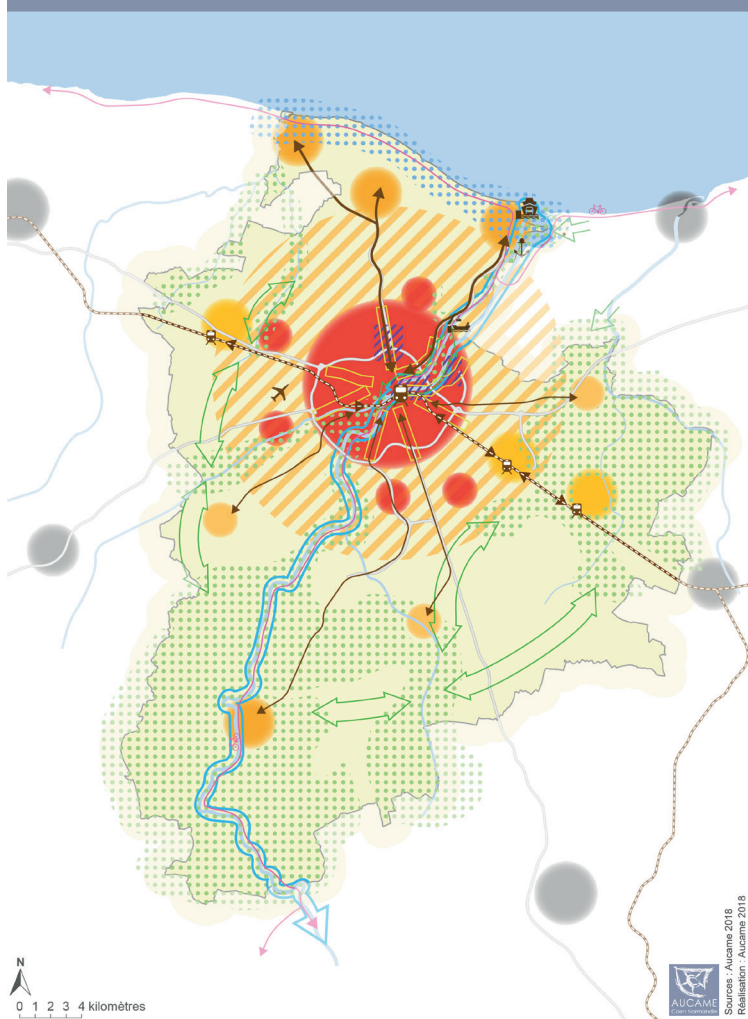 N
0 1 2 3 4 kilomètres
AUCAME
Caen Normandie
Sources : Aucame 2018
Réalisation : Aucame 2018